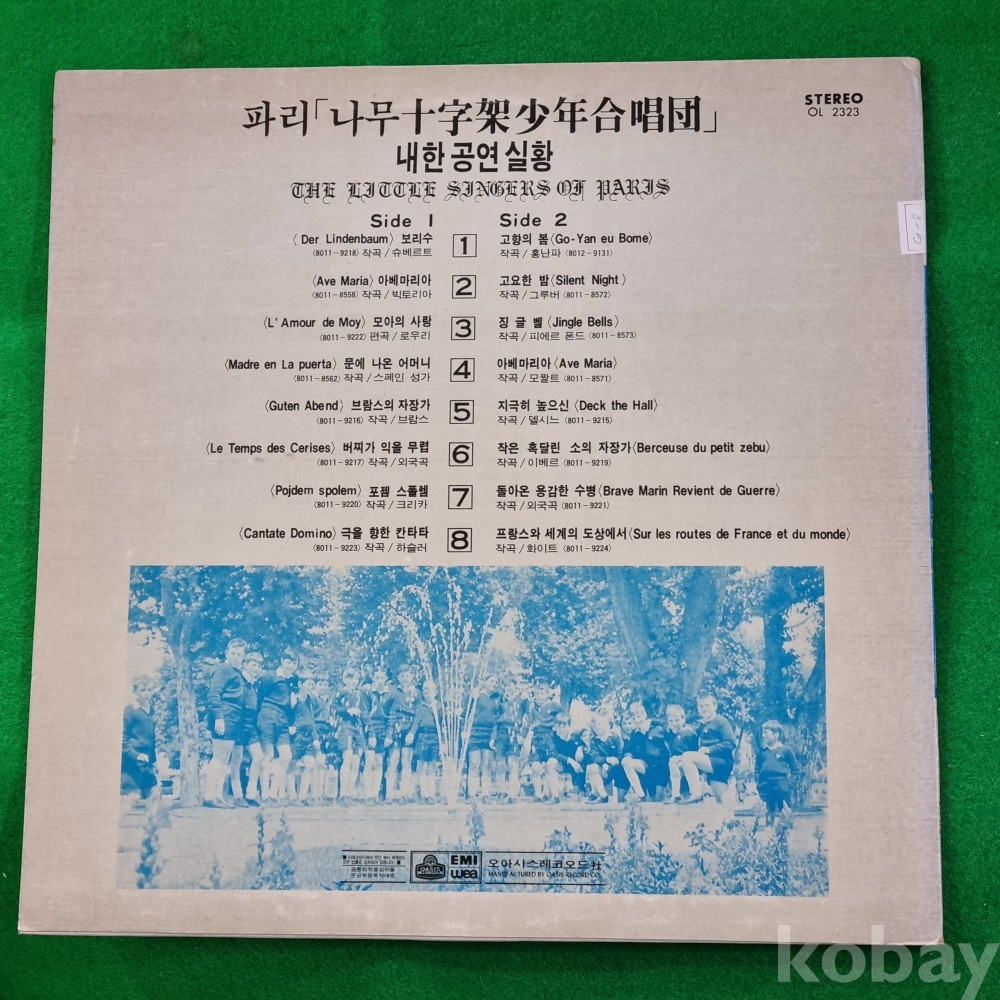 파리「나무十字架少年合唱団」
STEREO
OL 2323
내한 공연 실황
THE LITTLE SINGERS OF PARIS
Side 1
Side 2
〈Der Lindenbaum〉 보리수
(8011-9218) 작곡/슈베르트
1
고향의 봄〈Go-Yan eu Bome〉
작곡/홍난파 (8012-9131)
〈Ave Maria〉 아베마리아
(8011-8558) 작곡/빅토리아
2
고요한 밤〈Silent Night〉
작곡/그루버 (8011-8572)
〈L'Amour de Moy〉 모아의 사랑
(8011-9222) 편곡/로우리
3
징글벨〈Jingle Bells〉
작곡/피에르 폰드 (8011-8573)
〈Madre en La puerta〉 문에 나온 어머니
(8011-8562) 작곡/스페인 성가
4
아베마리아〈Ave Maria〉
작곡/모짤트 (8011-8571)
〈Guten Abend〉 브람스의 자장가
(8011-9216) 작곡/브람스
5
지극히 높으신 〈Deck the Hall〉
작곡/델시느 (8011-9215)
〈Le Temps des Cerises〉 버찌가 익을 무렵
(8011-9217) 작곡/외국곡
6
작은 혹달린 소의 자장가〈Berceuse du petit zebu〉
작곡/이베르 (8011-9219)
〈Pojdem spolem〉 포젬 스폴렘
(8011-9220) 작곡/크리카
7
돌아온 용감한 수병〈Brave Marin Revient de Guerre〉
작곡/외국곡 (8011-9221)
〈Cantate Domino〉 극을 향한 칸타타
(8011-9223) 작곡/하슬러
8
프랑스와 세계의 도상에서〈Sur les routes de France et du monde〉
작곡/화이트 (8011-9224)
OASIS
EMI
wea
오아시스레코오드社
MANUFACTURED BY OASIS RECORD CO.
kobay